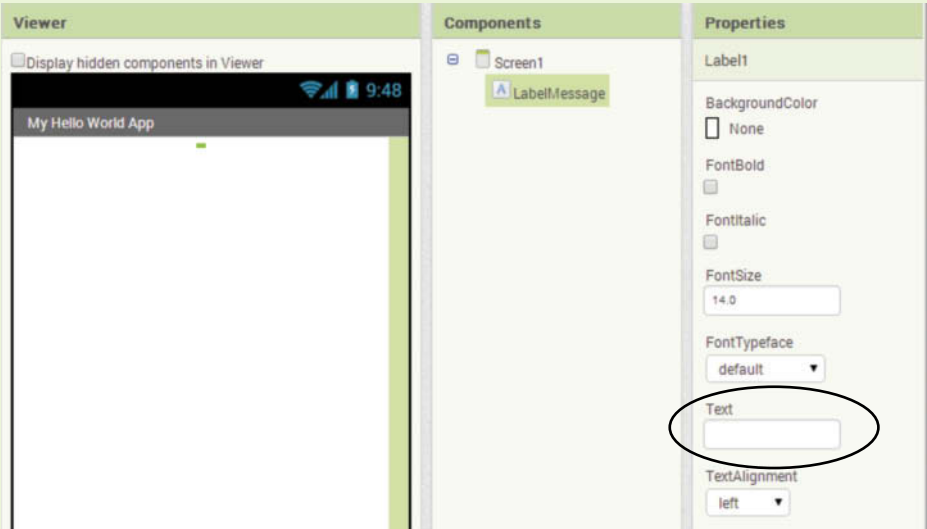 Viewer
Display hidden components in Viewer
9:48
My Hello World App
Components
Screen1
A LabelMessage
Properties
Label1
BackgroundColor
None
FontBold
FontItalic
FontSize
14.0
FontTypeface
default
Text
TextAlignment
left